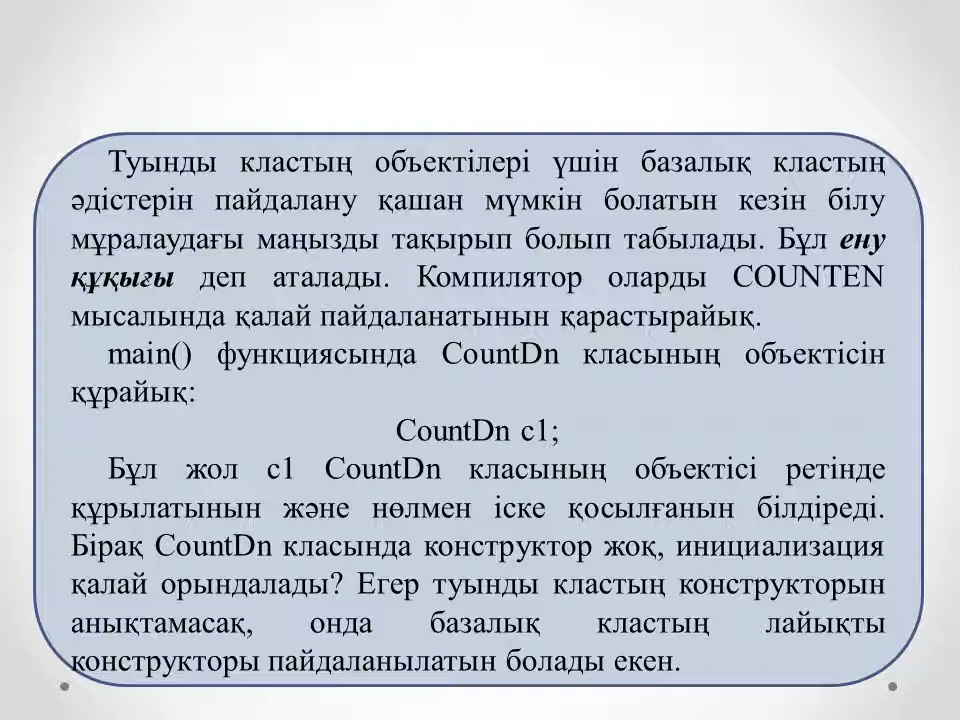 Туынды кластың объектілері үшін базалық кластың
әдістерін пайдалану қашан мүмкін болатын кезін білу
мұралаудағы маңызды тақырып болып табылады. Бұл ену
құқығы деп аталады. Компилятор оларды COUNTEN
мысалында қалай пайдаланатынын қарастырайық.
main() функциясында CountDn класының объектісін
құрайық:
CountDn c1;
Бұл жол c1 CountDn класының объектісі ретінде
құрылатынын және нөлмен іске қосылғанын білдіреді.
Бірақ CountDn класында конструктор жоқ, инициализация
қалай орындалады? Егер туынды кластың конструкторын
анықтамасақ, онда базалық кластың лайықты
конструкторы пайдаланылатын болады екен.